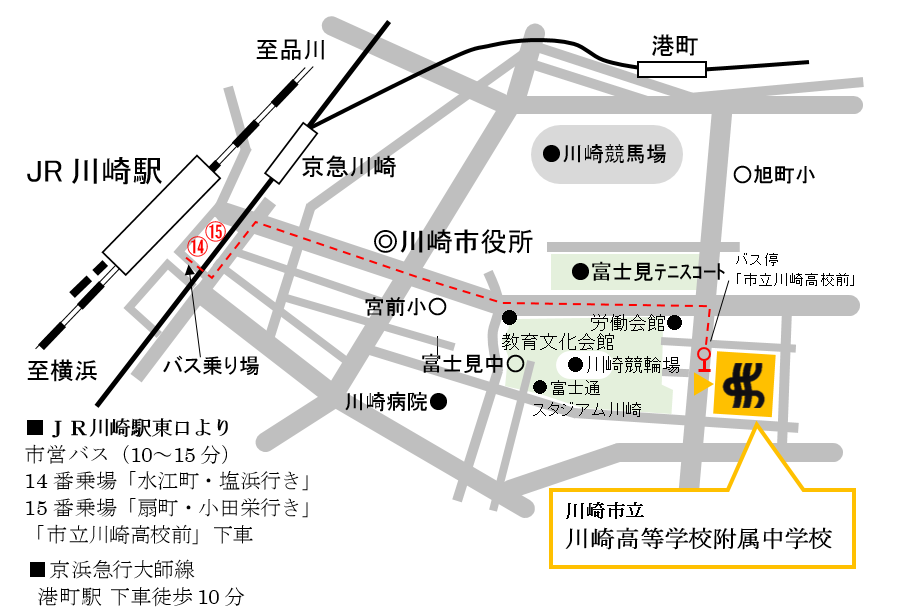 至品川
港町
JR 川崎駅
京急川崎
●川崎競馬場
○旭町小
⑭
⑮
◎川崎市役所
バス停
「市立川崎高校前」
●富士見テニスコート
宮前小○
労働会館●
教育文化会館
富士見中○
●川崎競輪場
バス乗り場
至横浜
川崎病院●
●富士通
スタジアム川崎
■ＪＲ川崎駅東口より
市営バス（10～15 分）
14 番乗場「水江町・塩浜行き」
15 番乗場「扇町・小田栄行き」
「市立川崎高校前」下車
■京浜急行大師線
港町駅 下車徒歩 10 分
川崎市立
川崎高等学校附属中学校